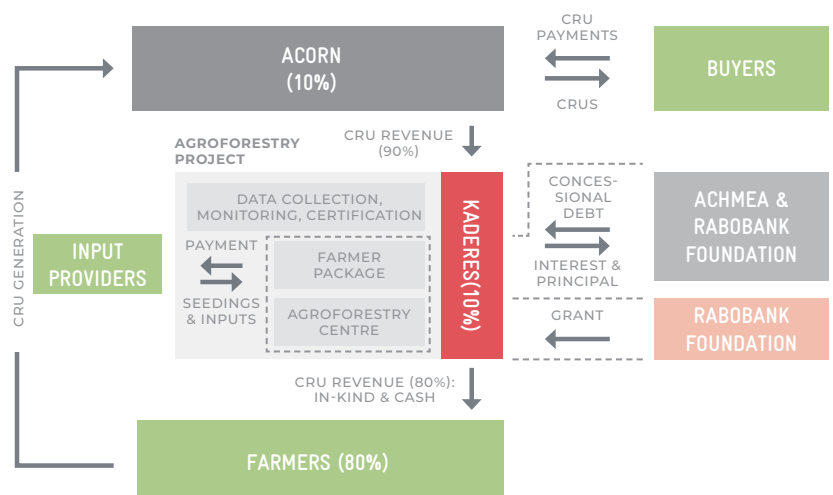 ACORN
(10%)
CRU
PAYMENTS
CRUS
BUYERS
CRU REVENUE
(90%)
AGROFORESTRY
PROJECT
DATA COLLECTION,
MONITORING, CERTIFICATION
KADERES(10%)
CONCES-
SIONAL
DEBT
INTEREST &
PRINCIPAL
ACHMEA &
RABOBANK
FOUNDATION
CRU GENERATION
INPUT
PROVIDERS
PAYMENT
SEEDINGS
& INPUTS
FARMER
PACKAGE
AGROFORESTRY
CENTRE
GRANT
RABOBANK
FOUNDATION
CRU REVENUE (80%):
IN-KIND & CASH
FARMERS (80%)